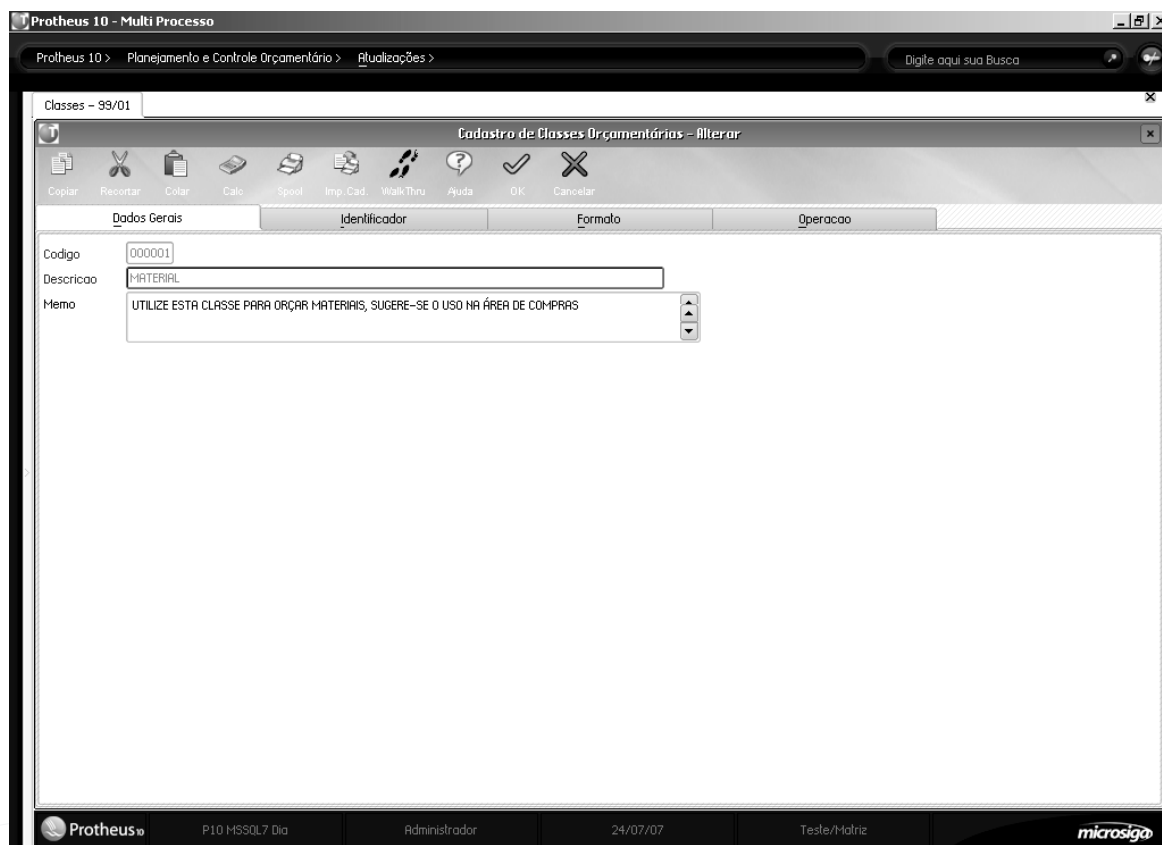 Protheus 10 - Multi Processo
Protheus 10 > Planejamento e Controle Orçamentário > Atualizações > Digite aqui sua Busca
Classes - 99/01
Cadastro de Classes Orçamentárias - Alterar
Copiar Recortar Colar Calc Spool Imp.Cad. WalkThru Ajuda OK Cancelar
Dados Gerais Identificador Formato Operacao
Codigo 000001
Descricao MATERIAL
Memo UTILIZE ESTA CLASSE PARA ORÇAR MATERIAIS, SUGERE-SE O USO NA ÁREA DE COMPRAS
Protheus 10 P10 MSSQL7 Dia Administrador 24/07/07 Teste/Matriz microsiga